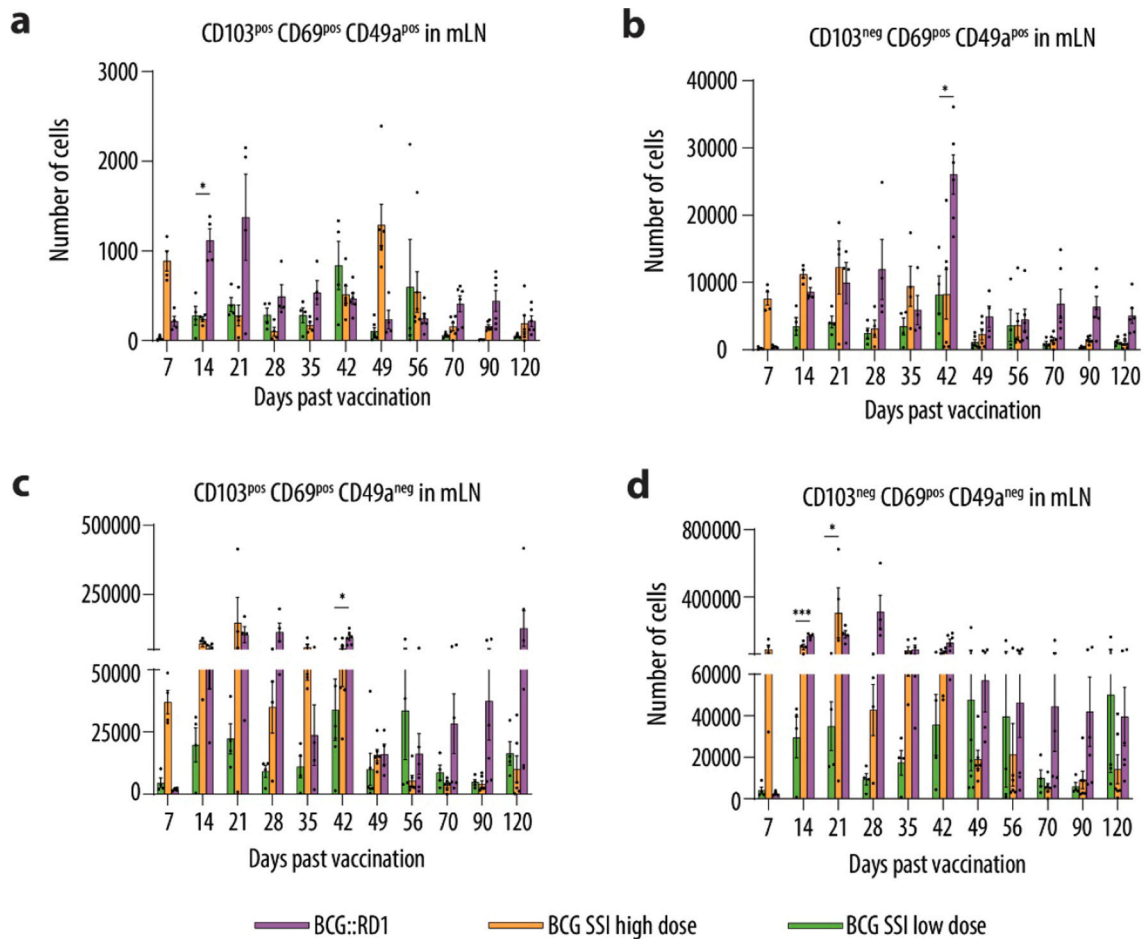 a
CD103pos CD69pos CD49apos in mLN
3000
2000
1000
0
Number of cells
*
7 14 21 28 35 42 49 56 70 90 120
Days past vaccination
b
CD103neg CD69pos CD49apos in mLN
40000
30000
20000
10000
0
Number of cells
*
7 14 21 28 35 42 49 56 70 90 120
Days past vaccination
c
CD103pos CD69pos CD49aneg in mLN
500000
250000
50000
25000
0
Number of cells
*
7 14 21 28 35 42 49 56 70 90 120
Days past vaccination
d
CD103neg CD69pos CD49aneg in mLN
800000
400000
60000
40000
20000
0
Number of cells
***
*
7 14 21 28 35 42 49 56 70 90 120
Days past vaccination
BCG::RD1
BCG SSI high dose
BCG SSI low dose